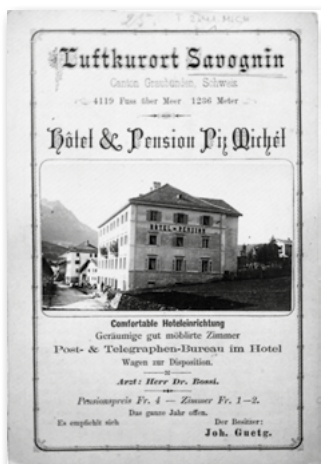 Luftkurort Savognin
Canton Graubünden, Schweiz
4119 Fuss über Meer 1236 Meter
Hôtel & Pension Piz Michél
HOTEL & PENSION
Comfortable Hoteleinrichtung
Geräumige gut möblirte Zimmer
Post- & Telegraphen-Bureau im Hotel
Wagen zur Disposition.
Arzt: Herr Dr. Bossi.
Pensionspreis Fr. 4 — Zimmer Fr. 1–2.
Das ganze Jahr offen.
Es empfiehlt sich
Der Besitzer:
Joh. Guetg.